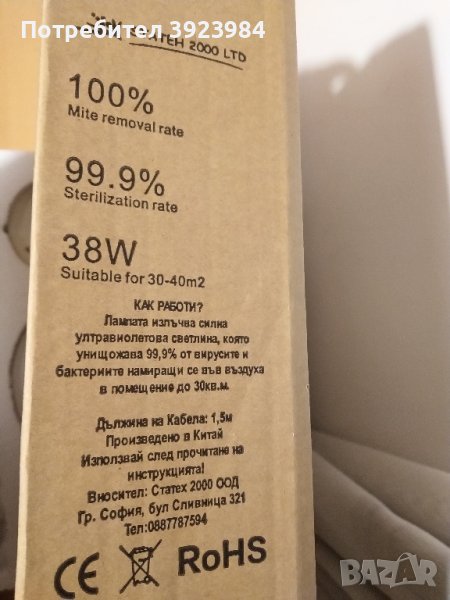 Потребител 3923984
СТАТЕН 2000 LTD
100%
Mite removal rate
99.9%
Sterilization rate
38W
Suitable for 30-40m2
КАК РАБОТИ?
Лампата излъчва силна
ултравиолетова светлина, която
унищожава 99,9% от вирусите и
бактериите намиращи се във въздуха
в помещение до 30кв.м.
Дължина на Кабела: 1,5м
Произведено в Китай
Използвай след прочитане на
инструкцията!
Вносител: Статех 2000 ООД
Гр. София, бул Сливница 321
Тел:0887787594
CE RoHS
BAZAR